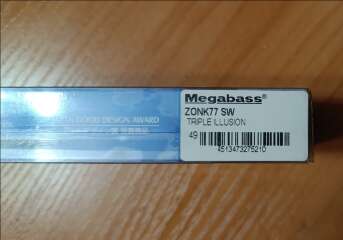 GOOD DESIGN AWARD
Megabass®
ZONK77 SW
TRIPLE ILLUSION
49
4513473275210